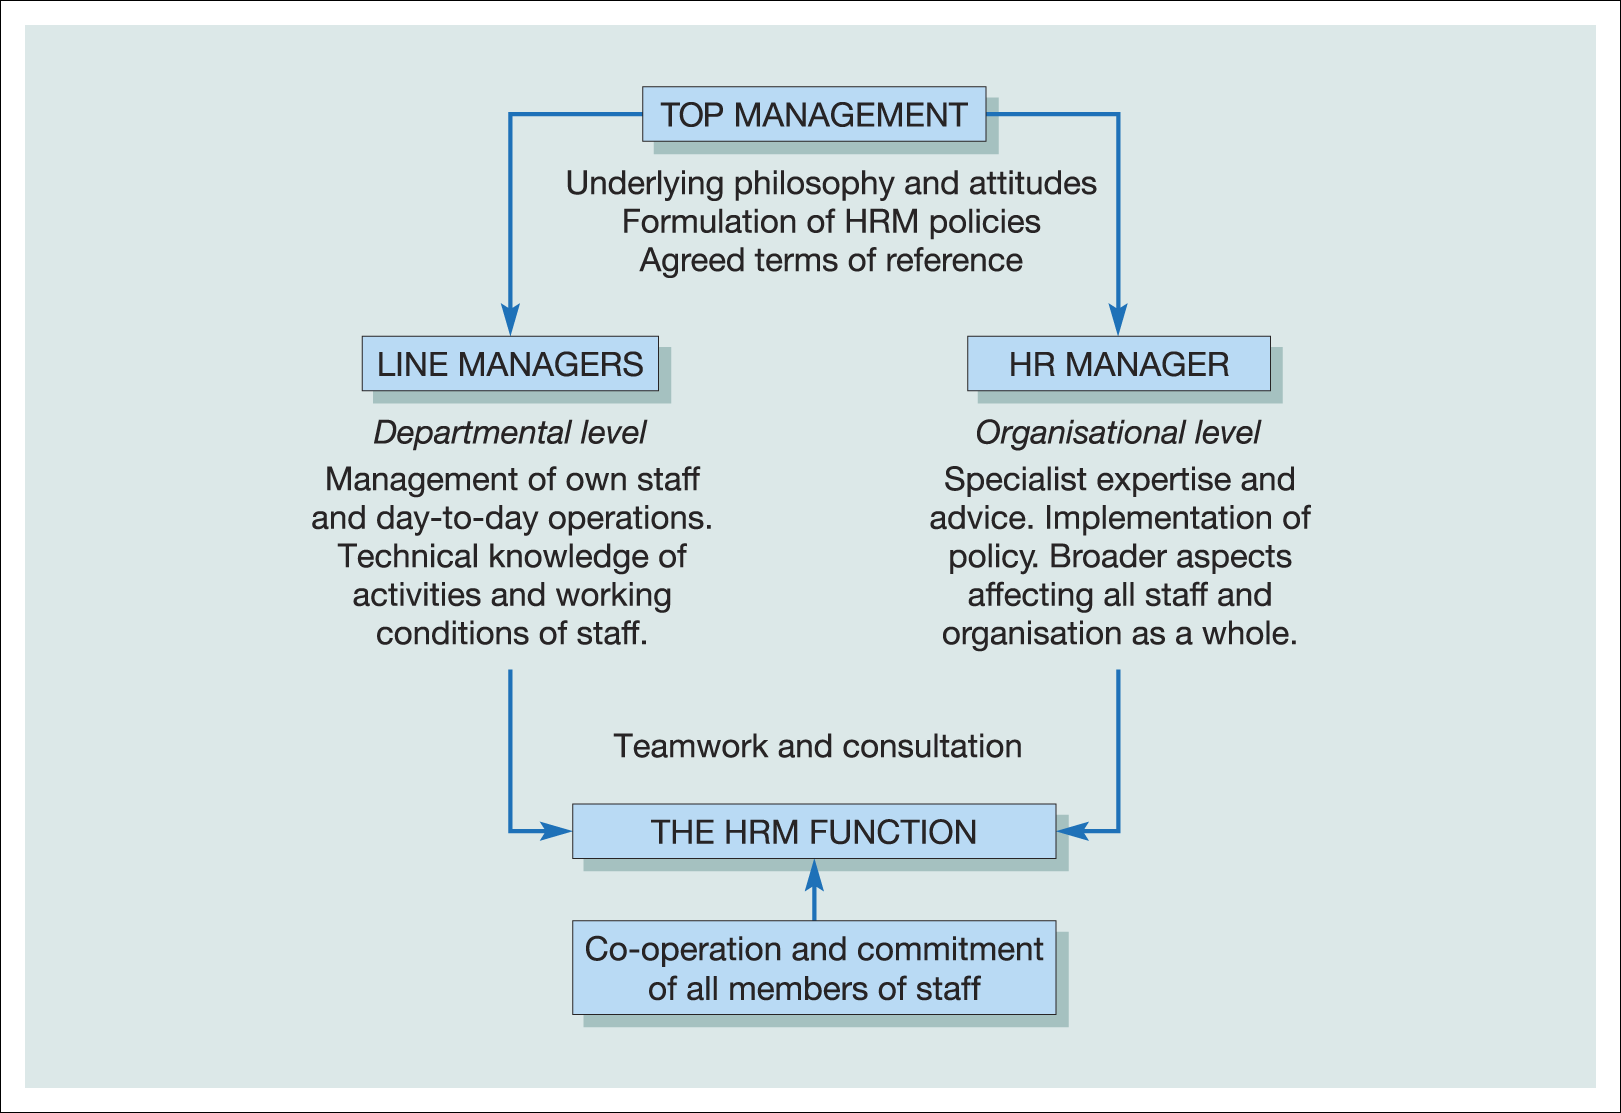 TOP MANAGEMENT
Underlying philosophy and attitudes
Formulation of HRM policies
Agreed terms of reference
LINE MANAGERS
Departmental level
Management of own staff
and day-to-day operations.
Technical knowledge of
activities and working
conditions of staff.
HR MANAGER
Organisational level
Specialist expertise and
advice. Implementation of
policy. Broader aspects
affecting all staff and
organisation as a whole.
Teamwork and consultation
THE HRM FUNCTION
Co-operation and commitment
of all members of staff